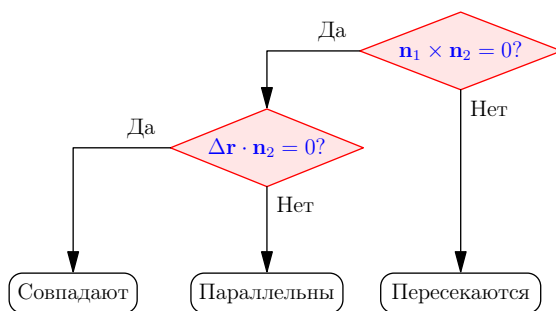 Да
n₁ × n₂ = 0?
Нет
Да
Δr · n₂ = 0?
Нет
Совпадают
Параллельны
Пересекаются